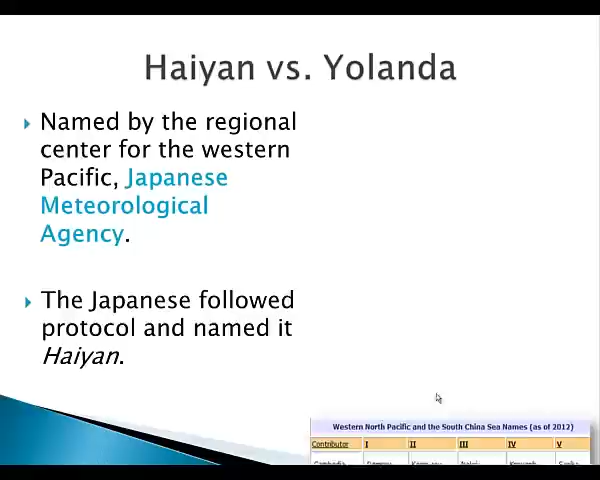 Haiyan vs. Yolanda
Named by the regional
center for the western
Pacific, Japanese
Meteorological
Agency.
The Japanese followed
protocol and named it
Haiyan.
Western North Pacific and the South China Sea Names (as of 2012)
Contributor I II III IV V